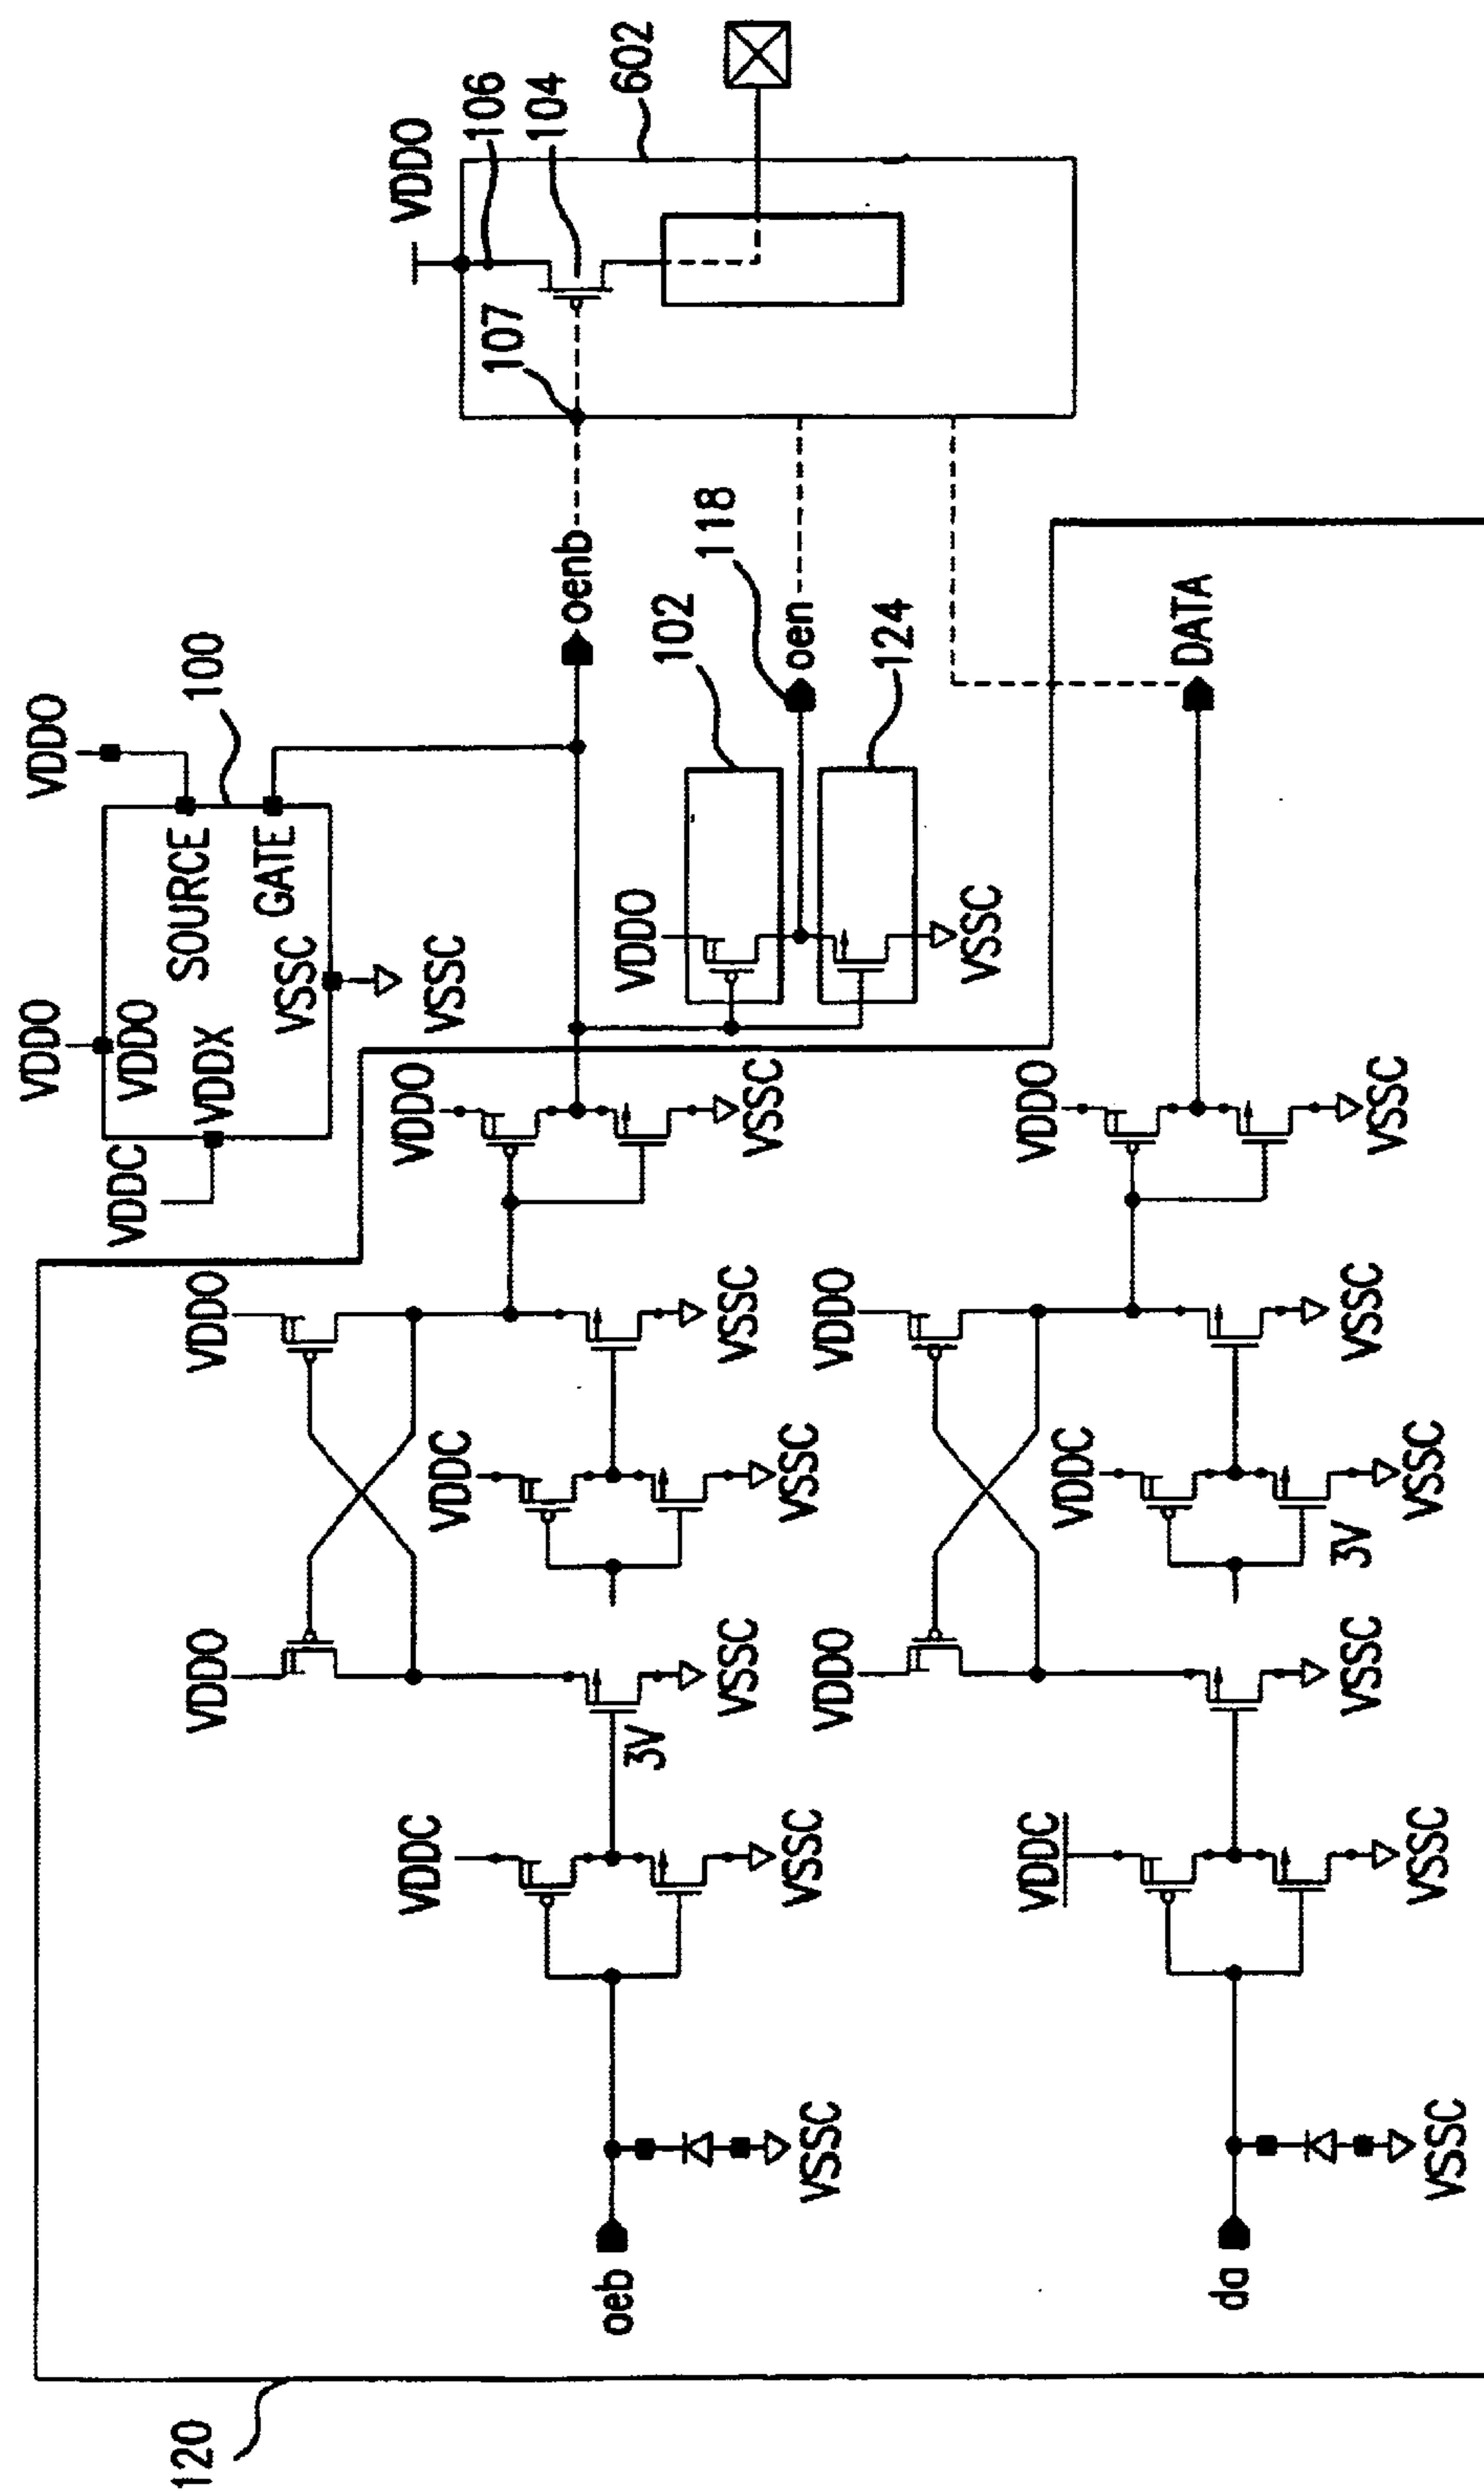 VDDO
VDDO
VDDC
VDDO
120
SOURCE
100
VDDO
VDDO
VDDX
GATE
VSSC
VDDC
VDDC
VDDO
VSSC
VDDO
106
107
104
oenb
602
oeb
3V
VDDO
102
118
VSSC
VSSC
VSSC
VSSC
VSSC
VSSC
oen
VDDO
VDDO
124
VSSC
VDDC
VDDC
VDDO
DATA
da
3V
VSSC
VSSC
VSSC
VSSC
VSSC
VSSC